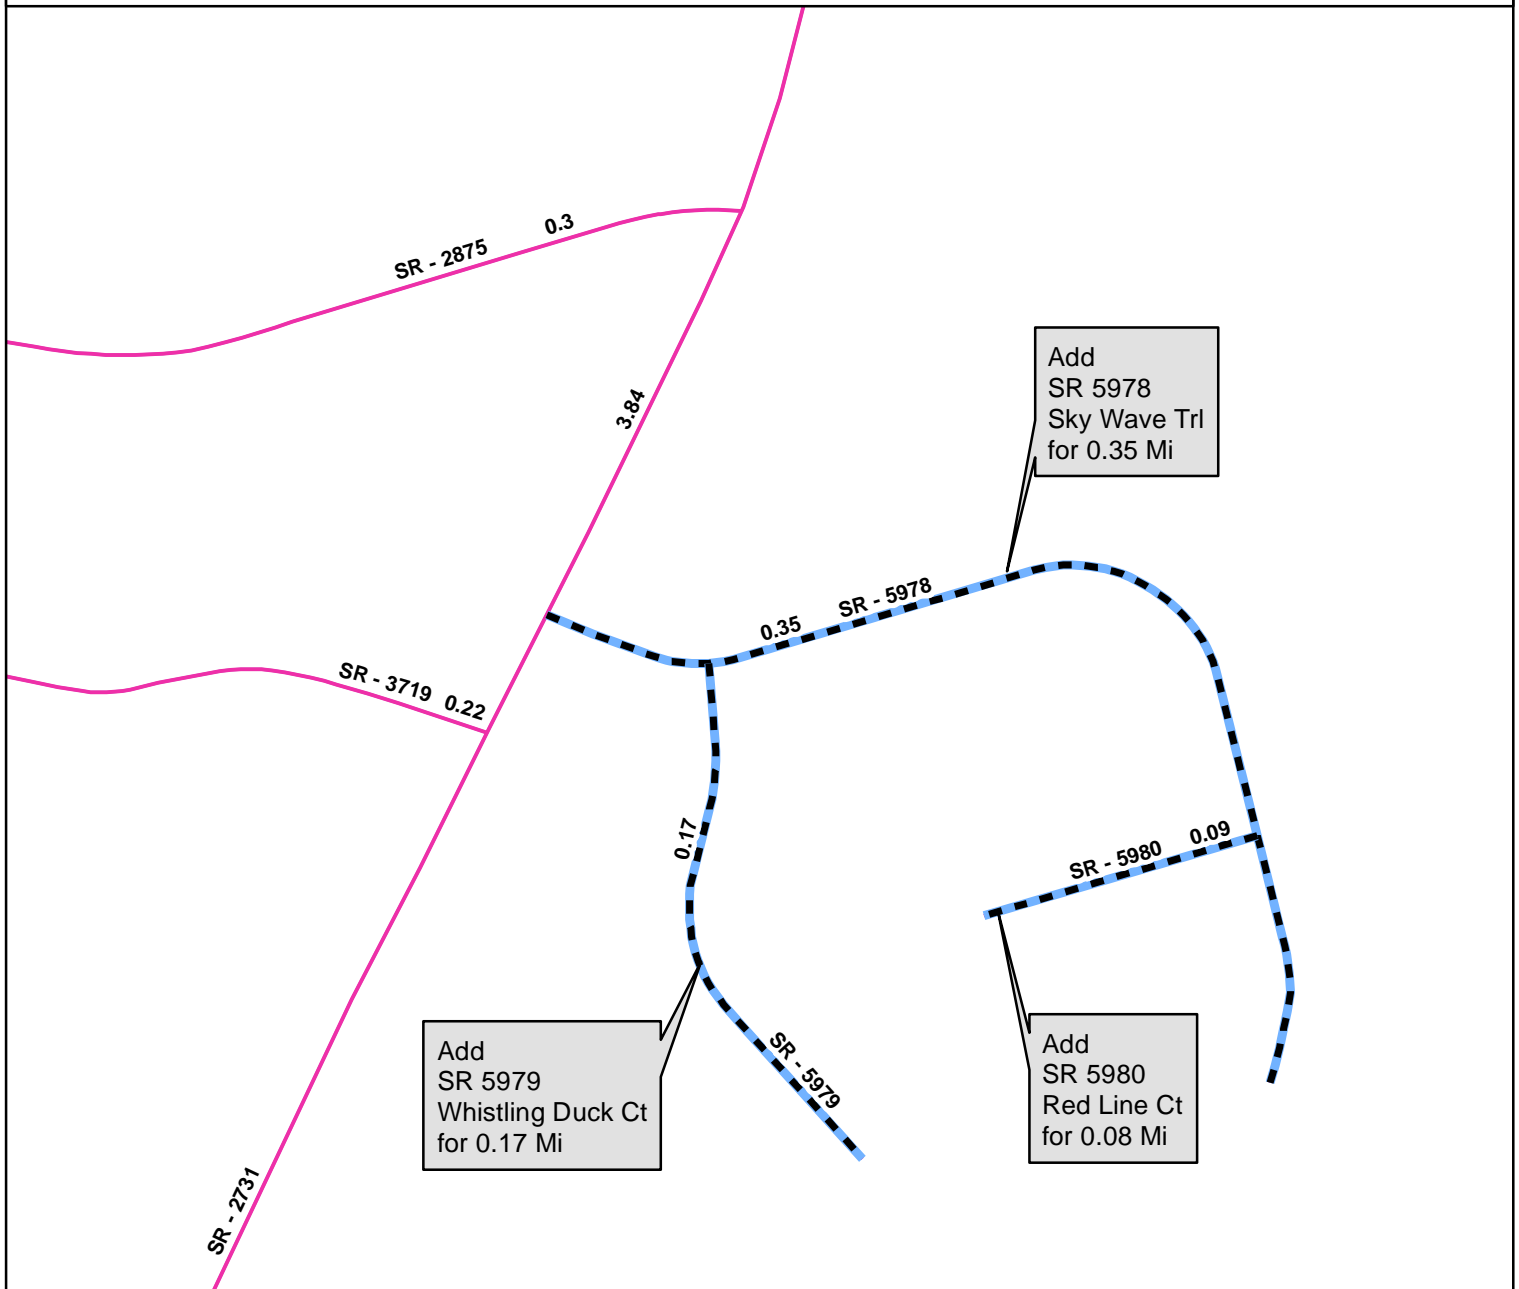 SR - 2875
0.3
3.84
Add
SR 5978
Sky Wave Trl
for 0.35 Mi
0.35
SR - 5978
SR - 3719
0.22
0.17
SR - 5980
0.09
Add
SR 5979
Whistling Duck Ct
for 0.17 Mi
SR - 5979
Add
SR 5980
Red Line Ct
for 0.08 Mi
SR - 2731